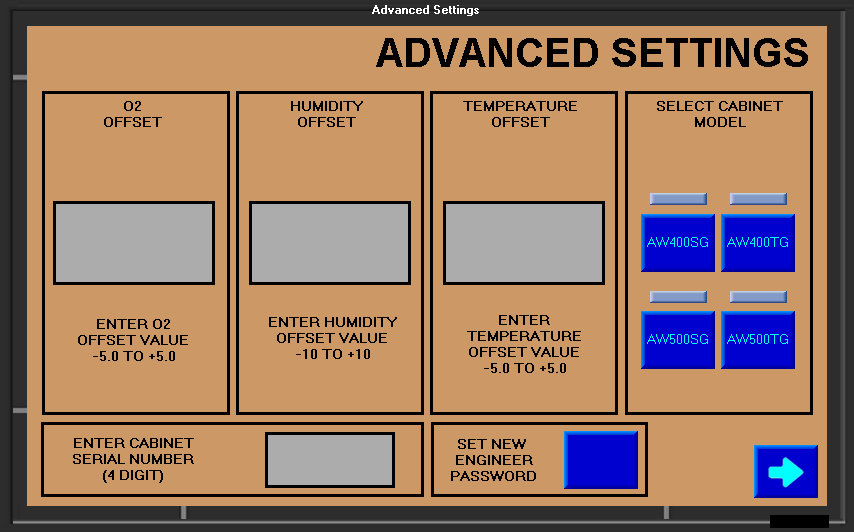 Advanced Settings
ADVANCED SETTINGS
O2
OFFSET
ENTER O2
OFFSET VALUE
-5.0 TO +5.0
HUMIDITY
OFFSET
ENTER HUMIDITY
OFFSET VALUE
-10 TO +10
TEMPERATURE
OFFSET
ENTER
TEMPERATURE
OFFSET VALUE
-5.0 TO +5.0
SELECT CABINET
MODEL
AW400SG
AW400TG
AW500SG
AW500TG
ENTER CABINET
SERIAL NUMBER
(4 DIGIT)
SET NEW
ENGINEER
PASSWORD